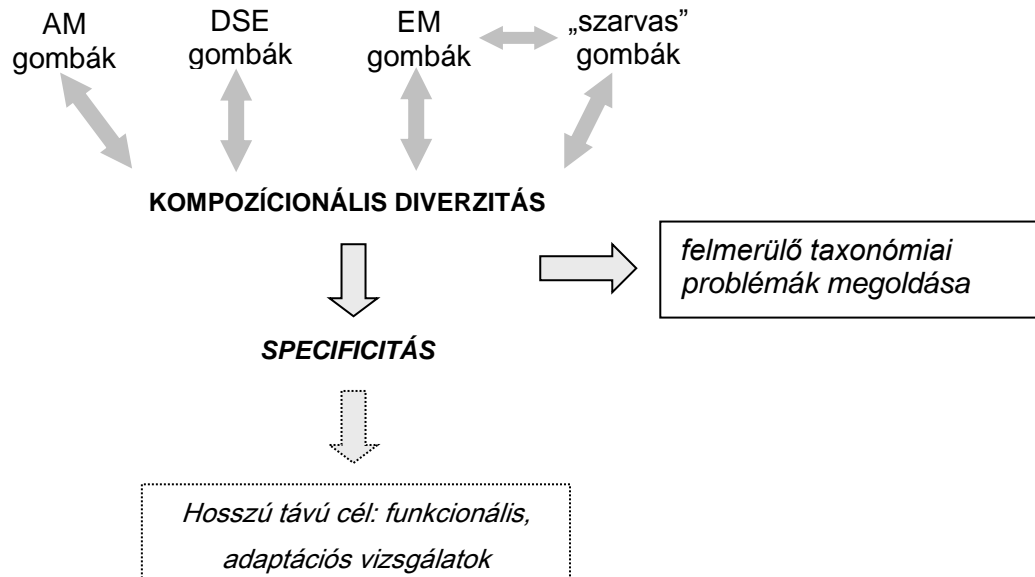 AM
gombák
DSE
gombák
EM
gombák
„szarvas”
gombák
KOMPOZÍCIONÁLIS DIVERZITÁS
felmerülő taxonómiai
problémák megoldása
SPECIFICITÁS
Hosszú távú cél: funkcionális,
adaptációs vizsgálatok